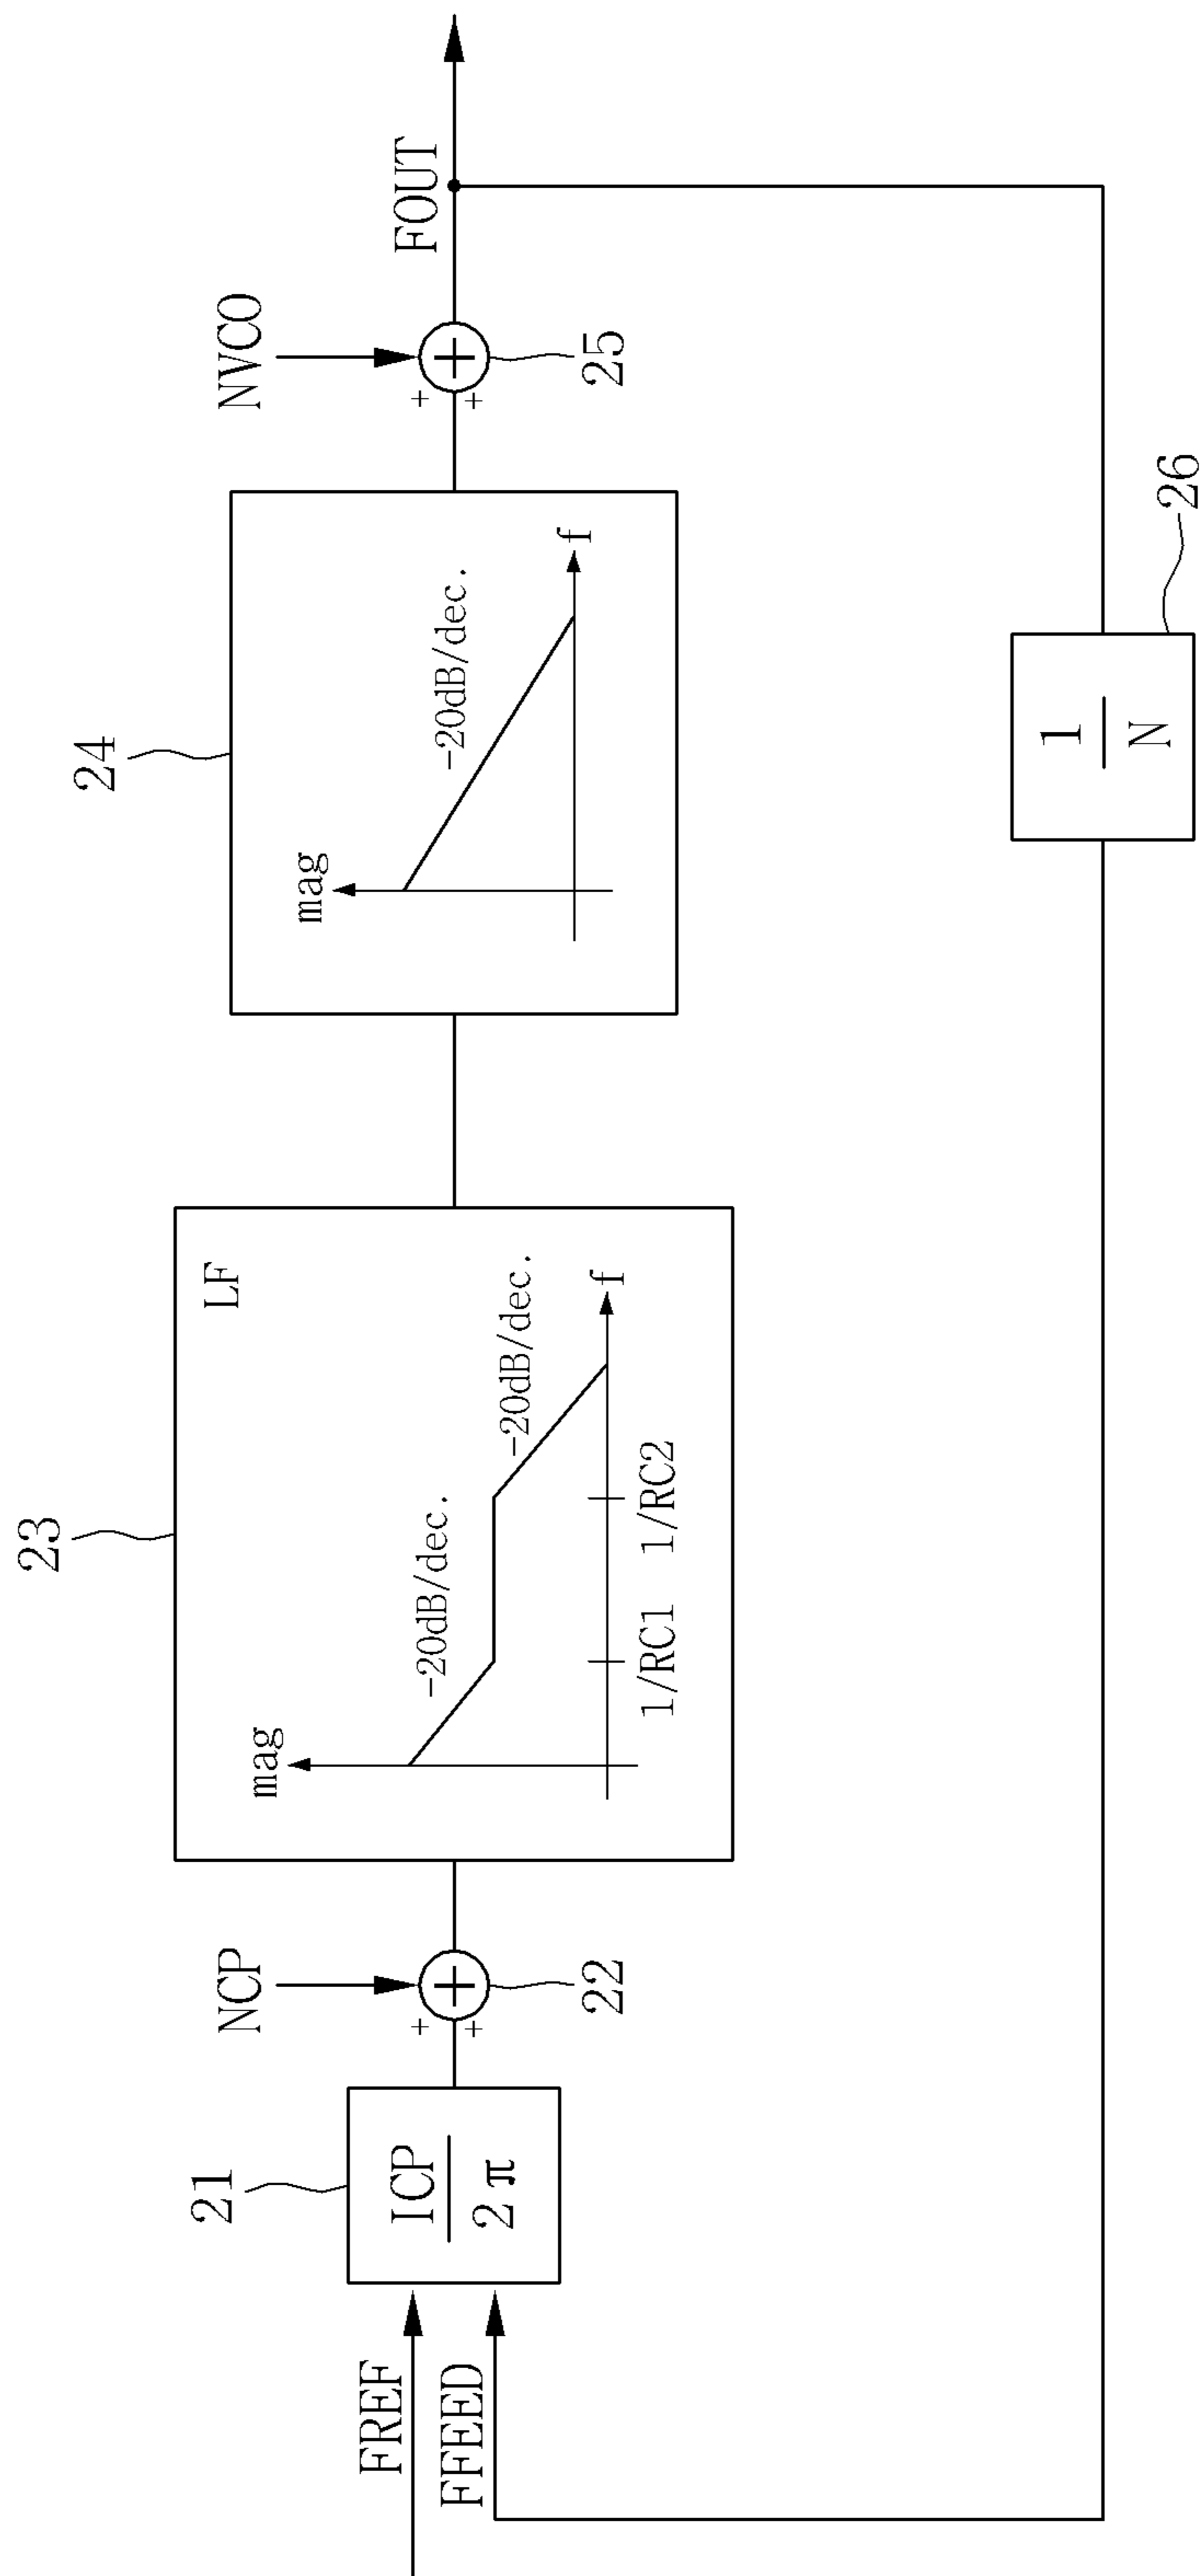 FREF
FFEED
21
ICP
2π
NCP
+
+
+
22
23
LF
mag
-20dB/dec.
-20dB/dec.
f
1/RC1
1/RC2
24
mag
-20dB/dec.
f
NVCO
+
+
+
25
FOUT
1
N
26